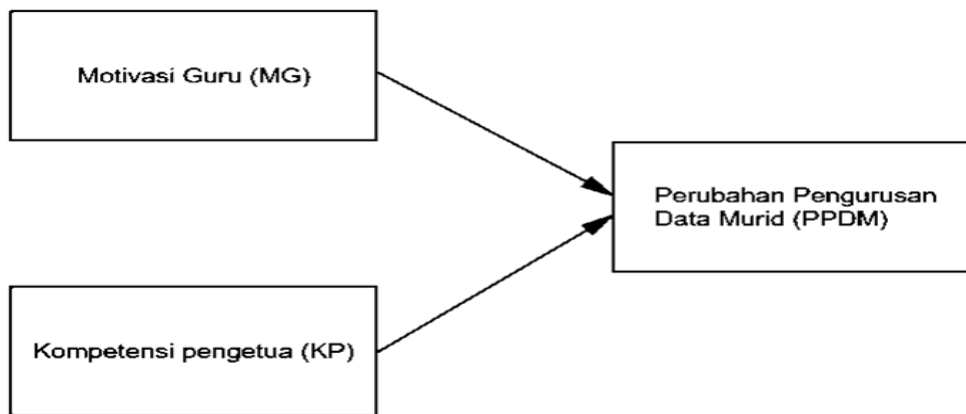 Motivasi Guru (MG)
Perubahan Pengurusan
Data Murid (PPDM)
Kompetensi pengetua (KP)